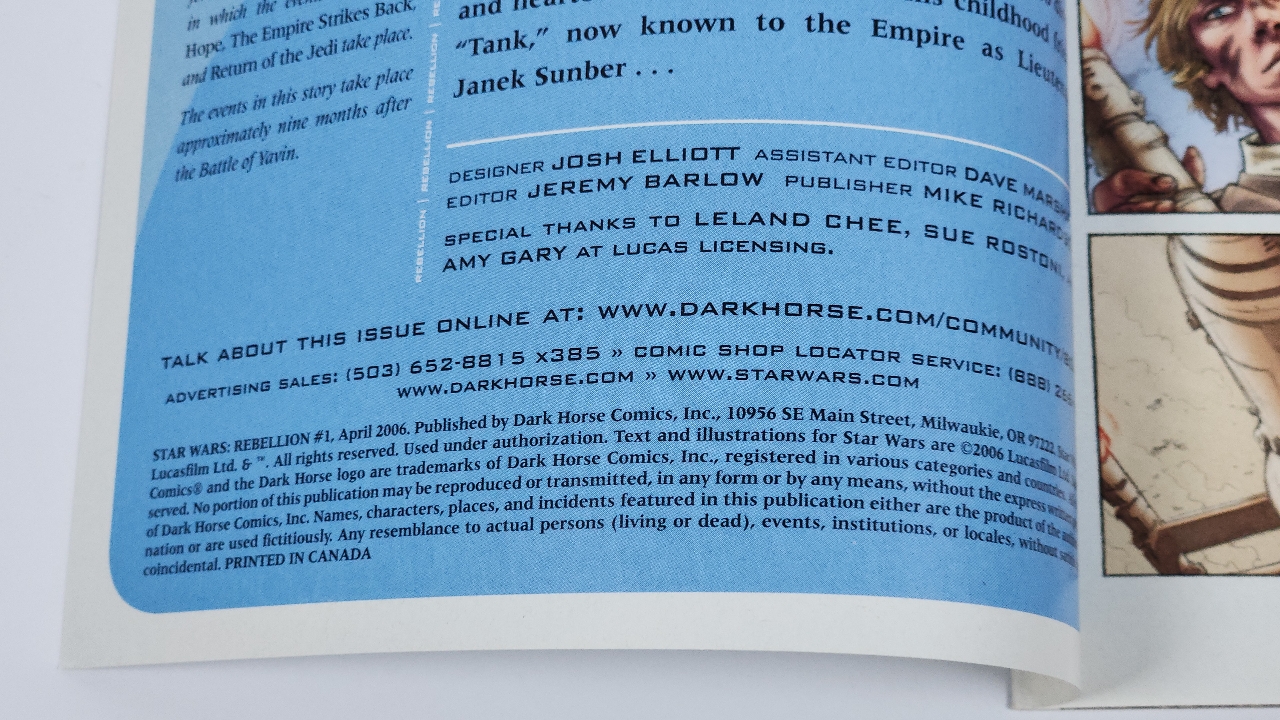 in which the
Hope, The Empire Strikes Back,
and Return of the Jedi take place.
The events in this story take place
approximately nine months after
the Battle of Yavin.
REBELLION | REBELLION | REBELLION
and childhood
“Tank,” now known to the Empire as
Janek Sunber . . .
DESIGNER JOSH ELLIOTT ASSISTANT EDITOR DAVE
EDITOR JEREMY BARLOW PUBLISHER MIKE
SPECIAL THANKS TO LELAND CHEE, SUE
AMY GARY AT LUCAS LICENSING.
TALK ABOUT THIS ISSUE ONLINE AT: WWW.DARKHORSE.COM/COMMUNITY/
ADVERTISING SALES: (503) 652-8815 x385 » COMIC SHOP LOCATOR SERVICE: (888)
WWW.DARKHORSE.COM » WWW.STARWARS.COM
STAR WARS: REBELLION #1, April 2006. Published by Dark Horse Comics, Inc., 10956 SE Main Street, Milwaukie, OR 97222.
Lucasfilm Ltd. & ™. All rights reserved. Used under authorization. Text and illustrations for Star Wars are ©2006 Lucasfilm Ltd.
Comics® and the Dark Horse logo are trademarks of Dark Horse Comics, Inc., registered in various categories and countries.
served. No portion of this publication may be reproduced or transmitted, in any form or by any means, without the express
of Dark Horse Comics, Inc. Names, characters, places, and incidents featured in this publication either are the product of the
nation or are used fictitiously. Any resemblance to actual persons (living or dead), events, institutions, or locales, without
coincidental. PRINTED IN CANADA